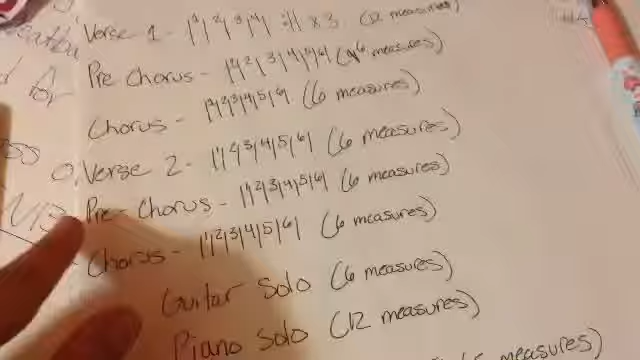 Verse 1 - |1|2|3|4| :|| x3. (12 measures)
Pre Chorus - |1|2|3|4|5|6| (6 measures)
Chorus - |1|2|3|4|5|6| (6 measures)
Verse 2 - |1|2|3|4|5|6| (6 measures)
Pre-Chorus - |1|2|3|4|5|6| (6 measures)
Chorus - |1|2|3|4|5|6| (6 measures)
Guitar Solo (6 measures)
Piano Solo (12 measures)
measures)